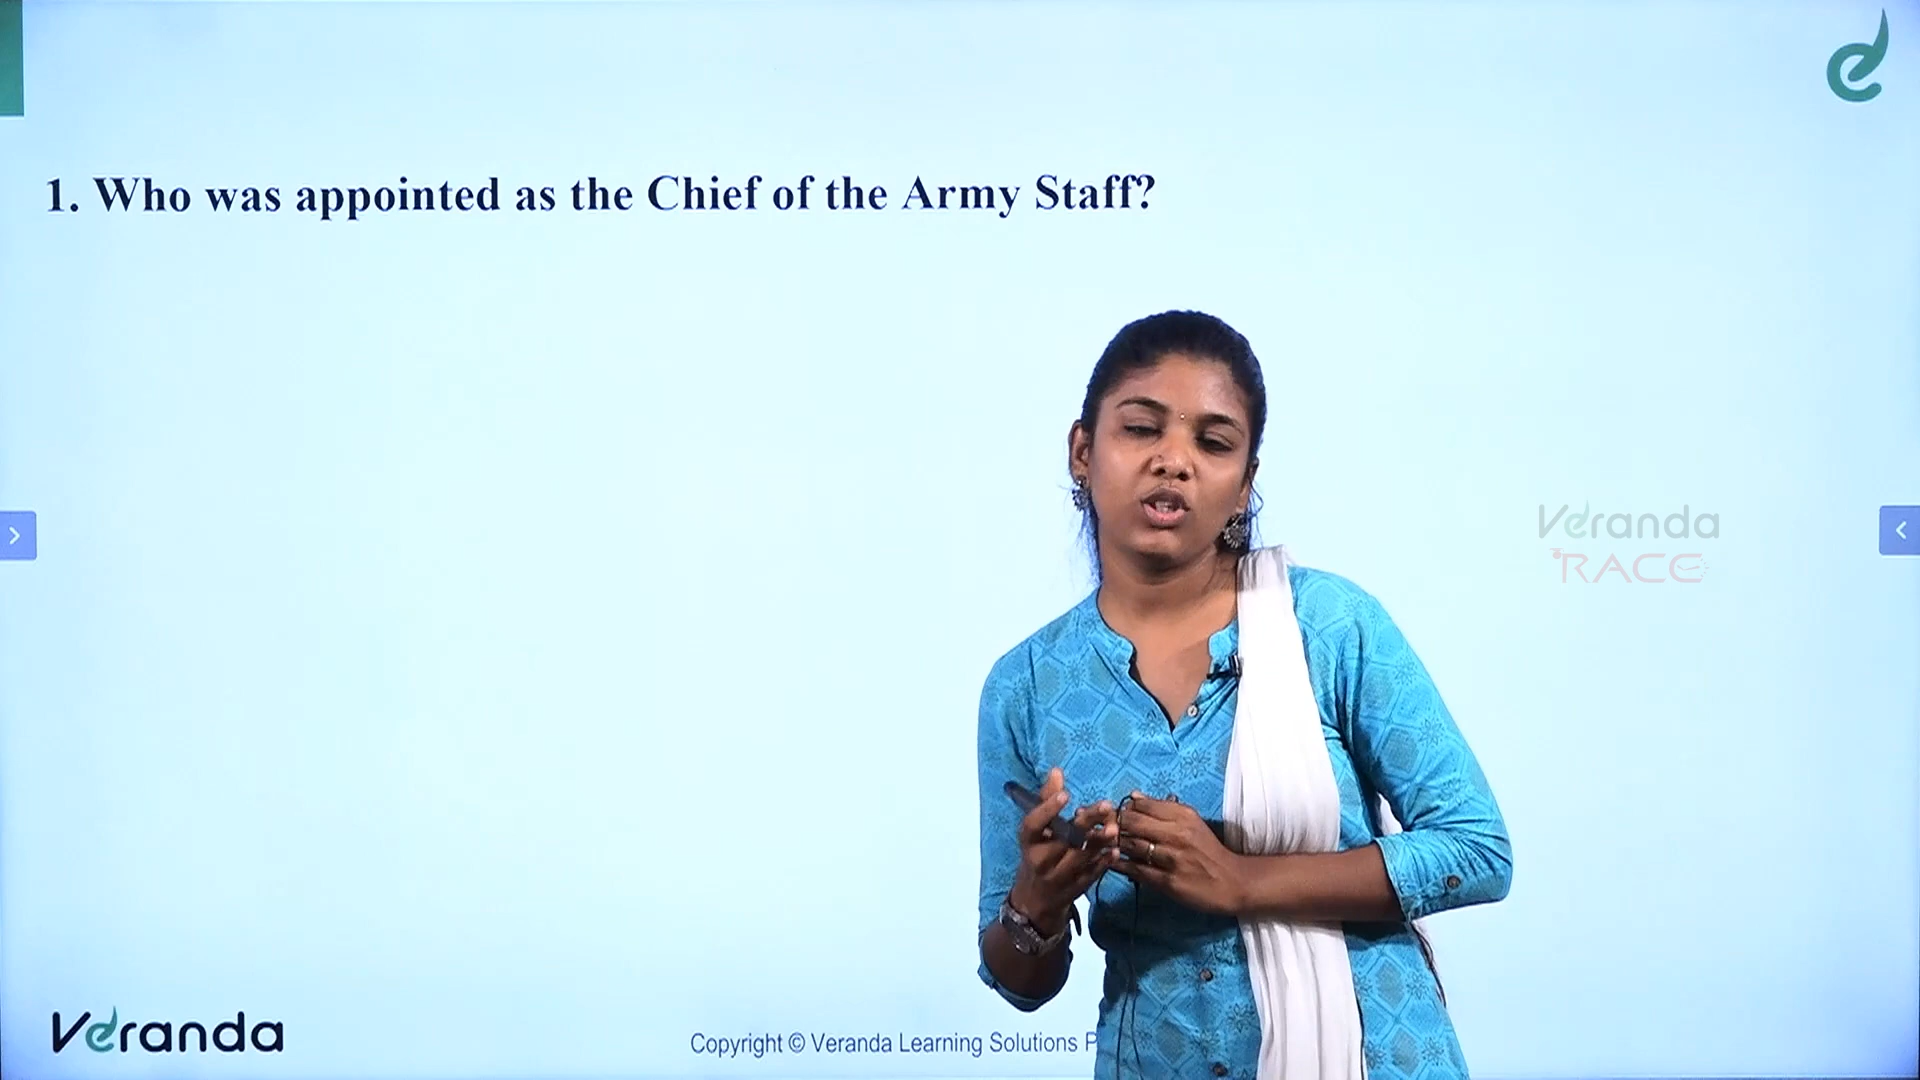 1. Who was appointed as the Chief of the Army Staff?
Veranda
RACE
Veranda
Copyright © Veranda Learning Solutions P